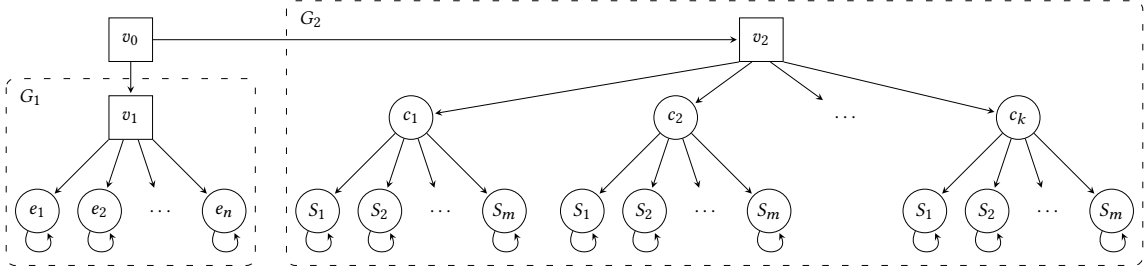 G₂
v₀ v₂
G₁
v₁ c₁ c₂ … cₖ
e₁ e₂ … eₙ S₁ S₂ … Sₘ S₁ S₂ … Sₘ S₁ S₂ … Sₘ